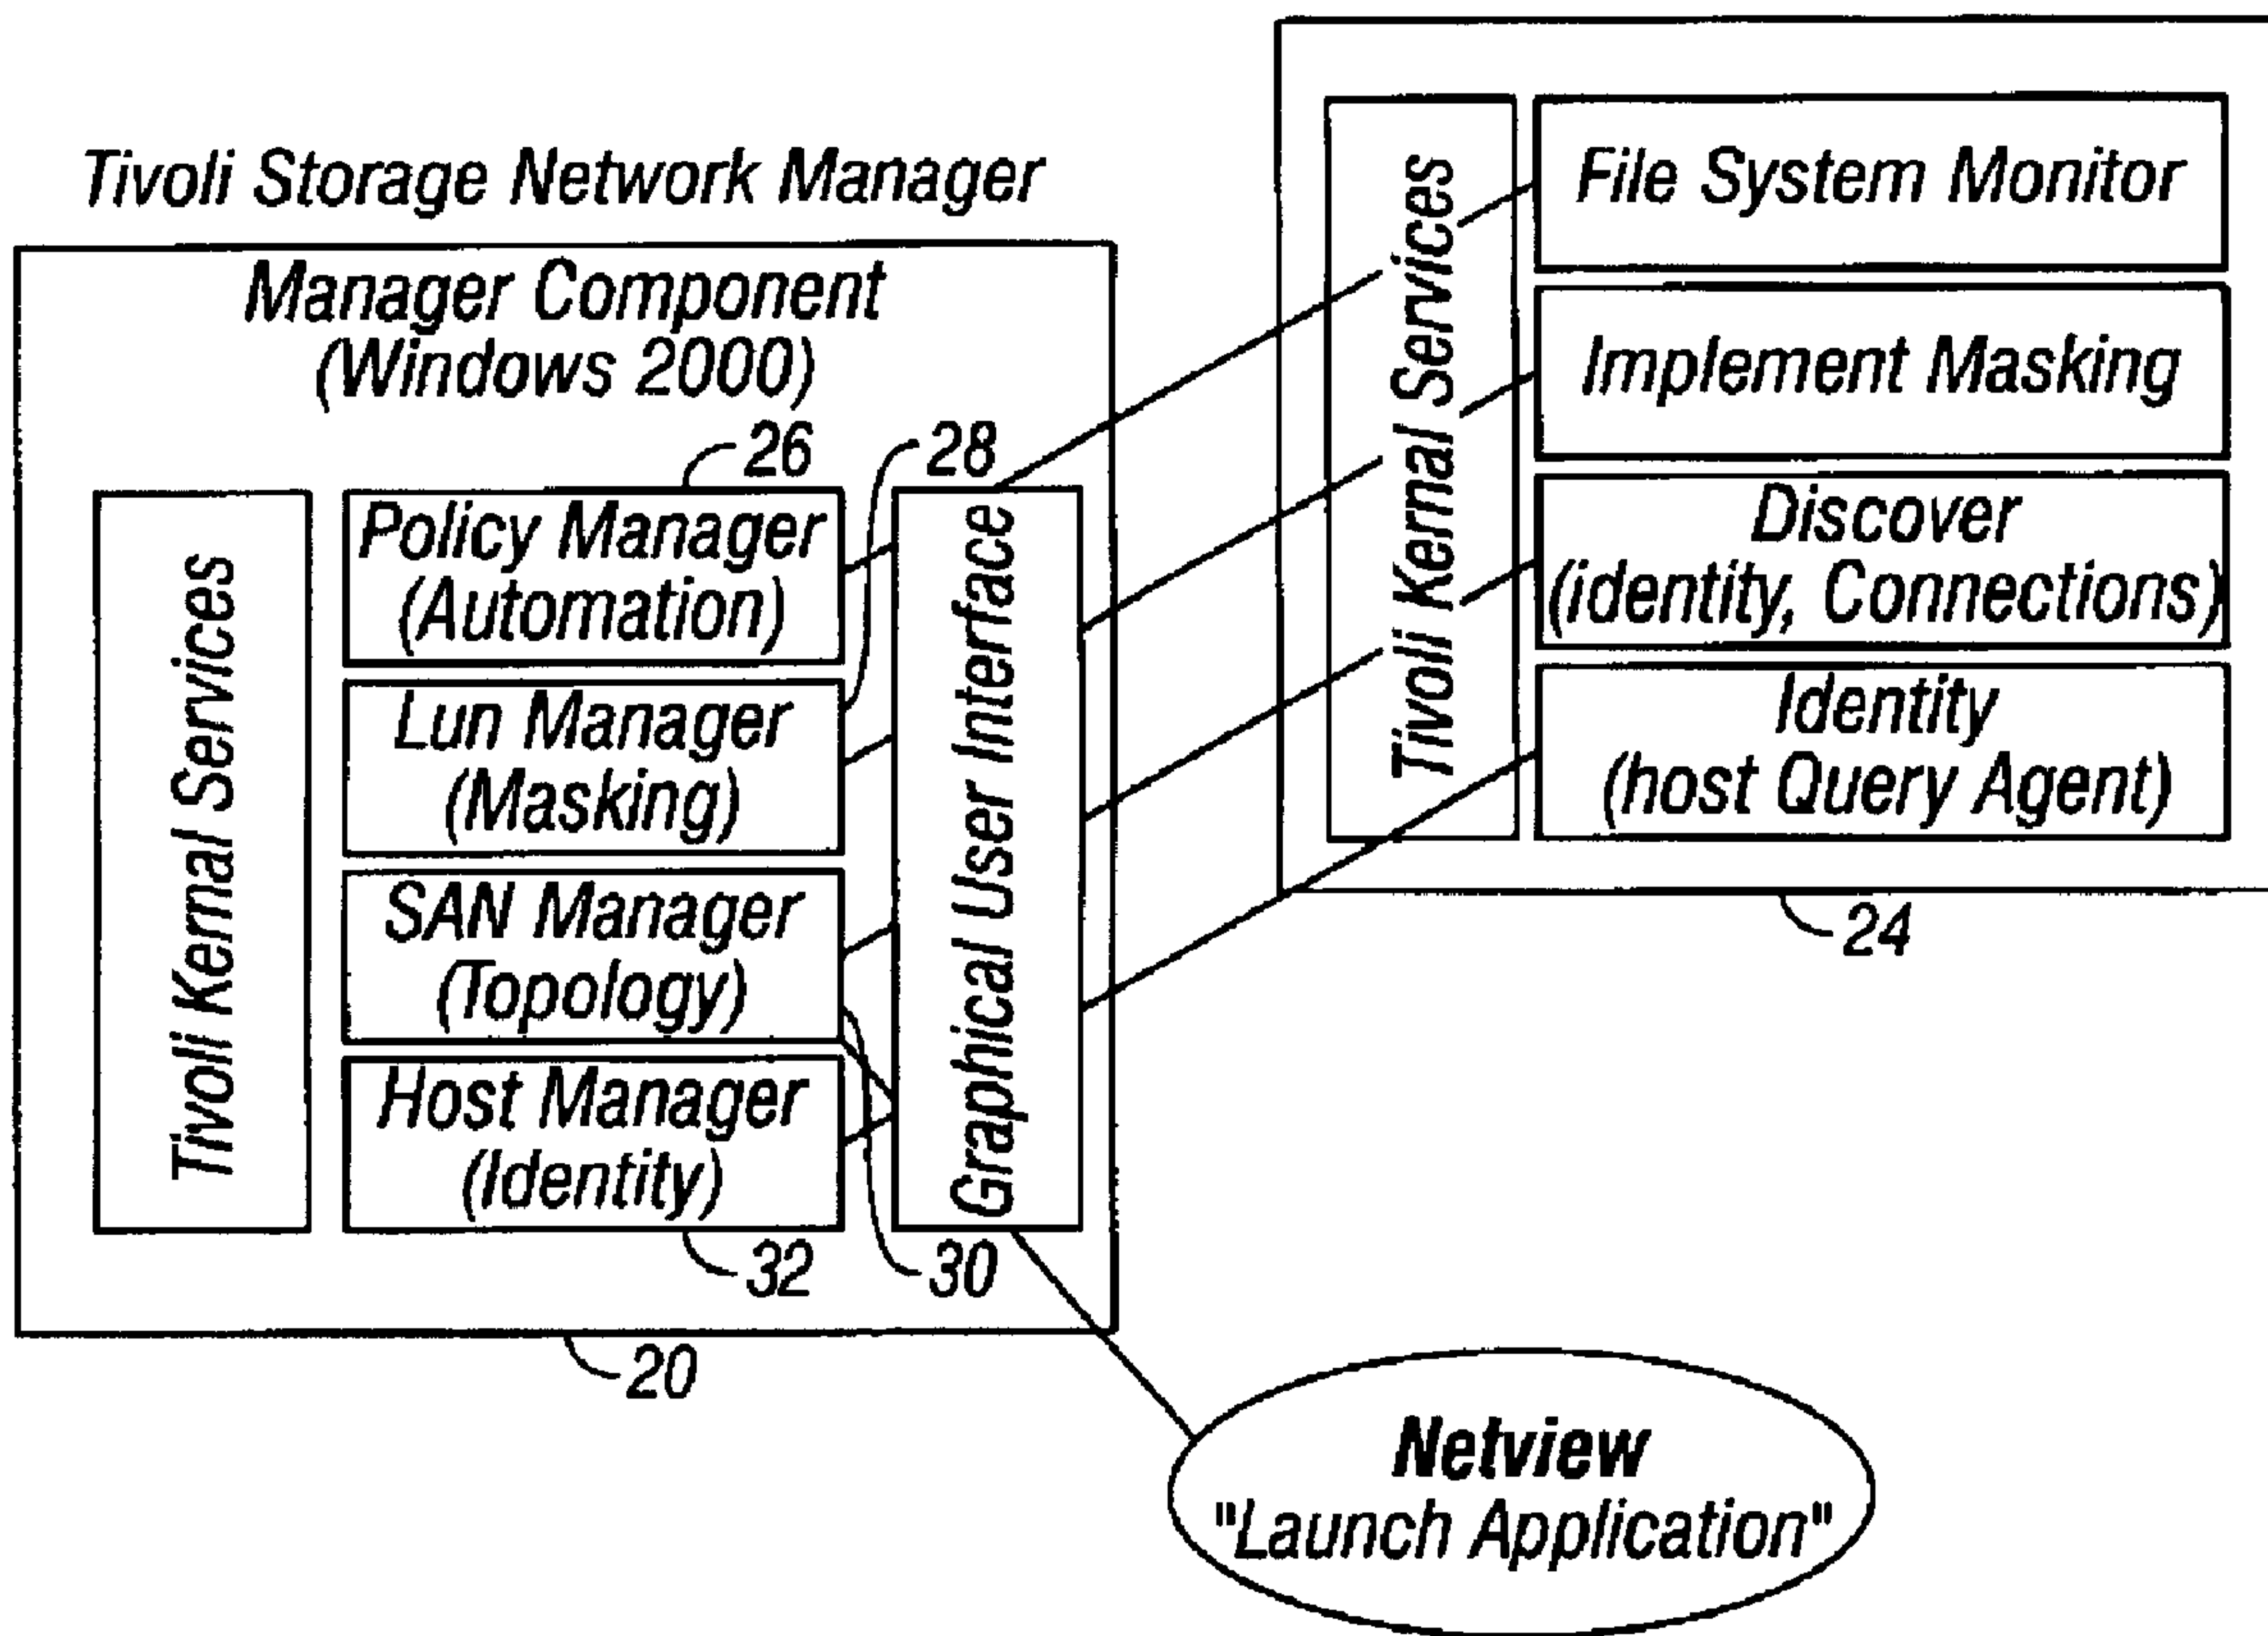 Tivoli Storage Network Manager
Manager Component
(Windows 2000)
26
28
Tivoli Kernal Services
Policy Manager
(Automation)
Lun Manager
(Masking)
SAN Manager
(Topology)
Host Manager
(Identity)
Graphical User Interface
32
30
20
Tivoli Kernal Services
File System Monitor
Implement Masking
Discover
(identity, Connections)
Identity
(host Query Agent)
24
Netview
"Launch Application"